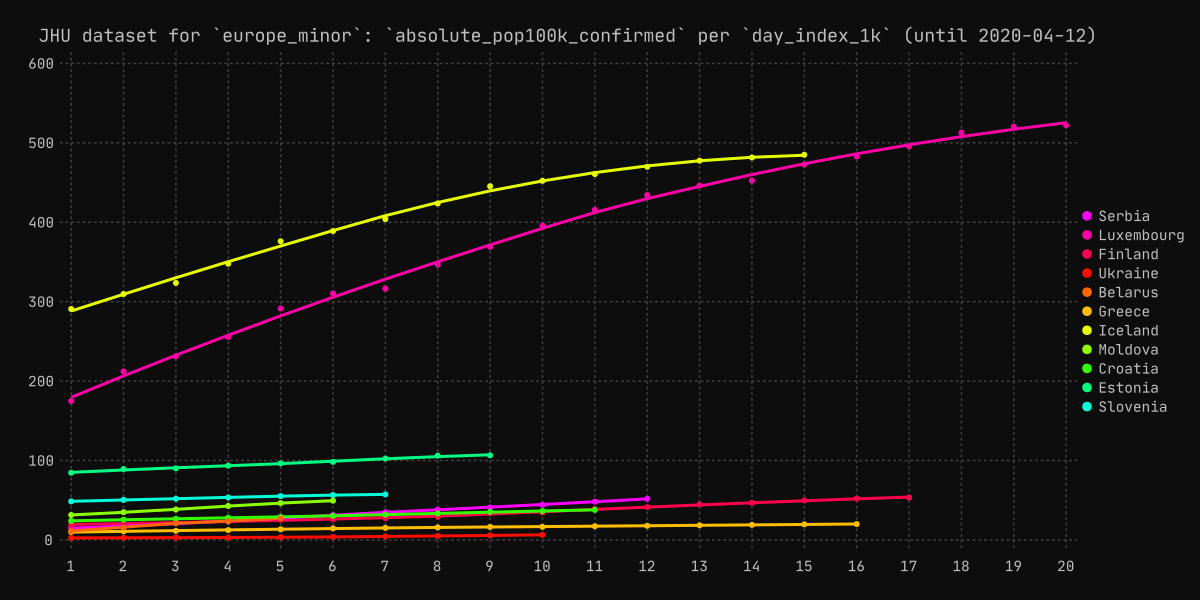 JHU dataset for `europe_minor`: `absolute_pop100k_confirmed` per `day_index_1k` (until 2020-04-12)
600
500
400
300
200
100
0
1 2 3 4 5 6 7 8 9 10 11 12 13 14 15 16 17 18 19 20
Serbia
Luxembourg
Finland
Ukraine
Belarus
Greece
Iceland
Moldova
Croatia
Estonia
Slovenia